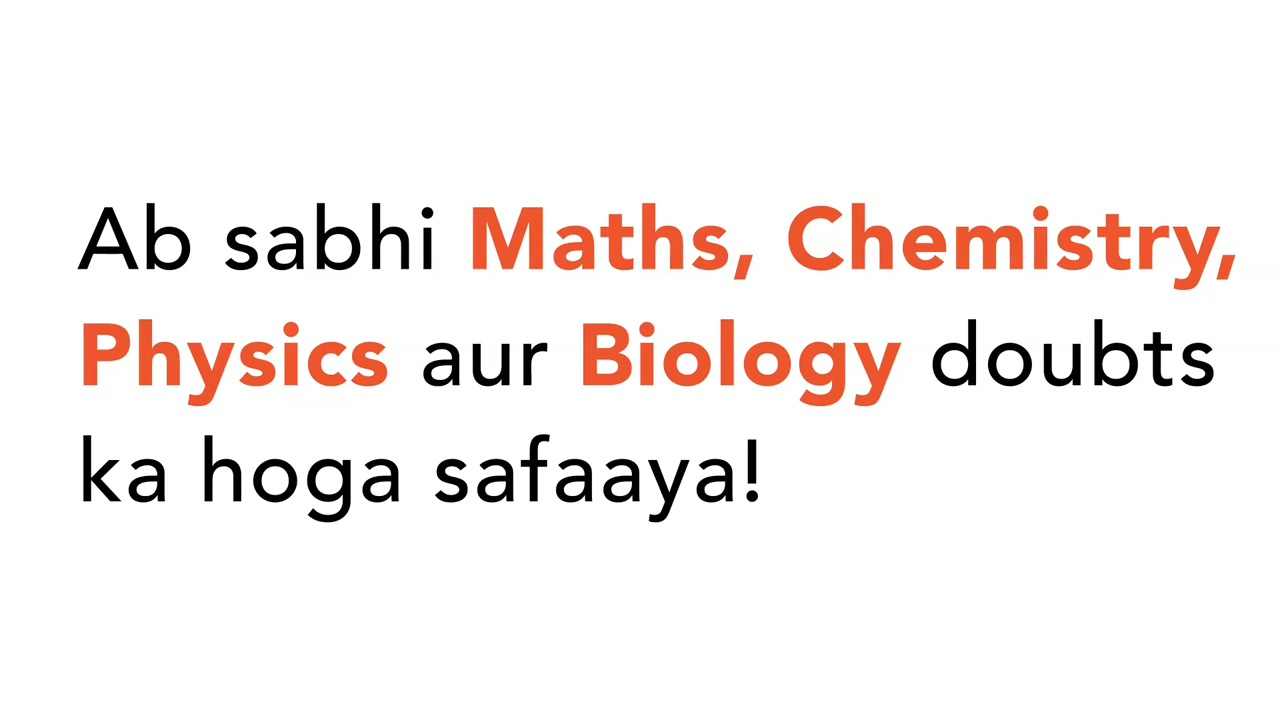 Ab sabhi Maths, Chemistry,
Physics aur Biology doubts
ka hoga safaaya!